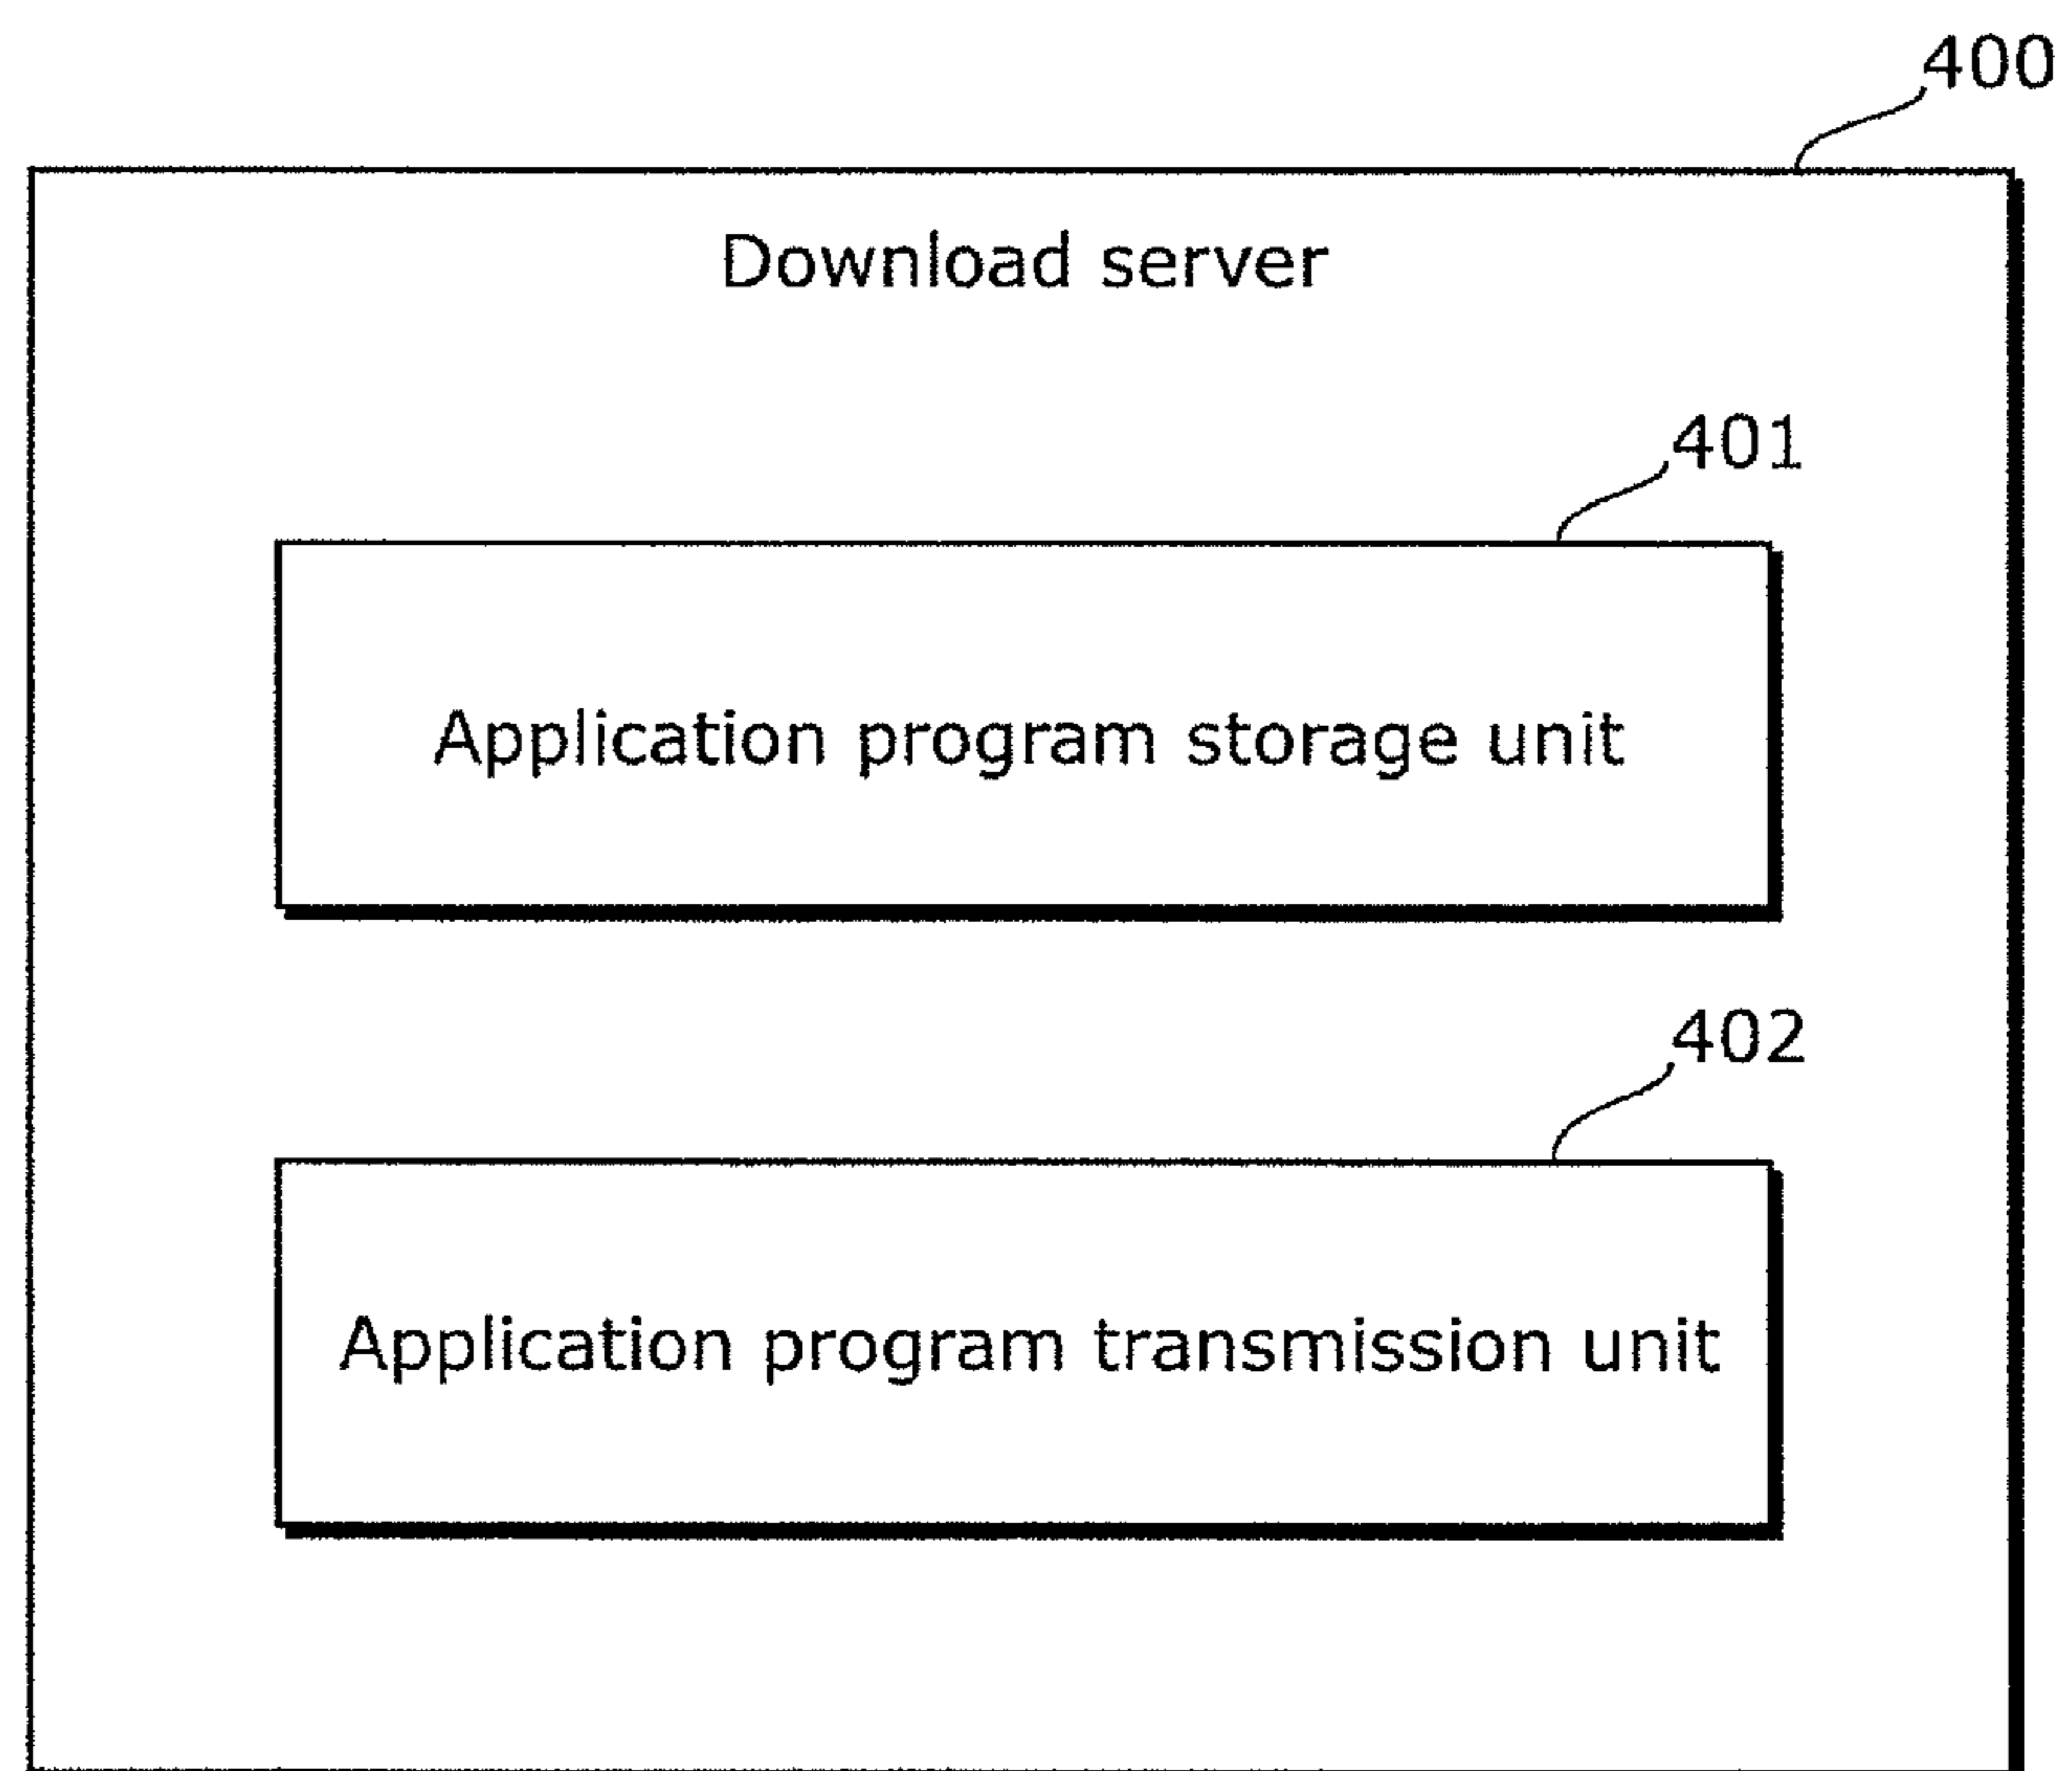 400
Download server
401
Application program storage unit
402
Application program transmission unit